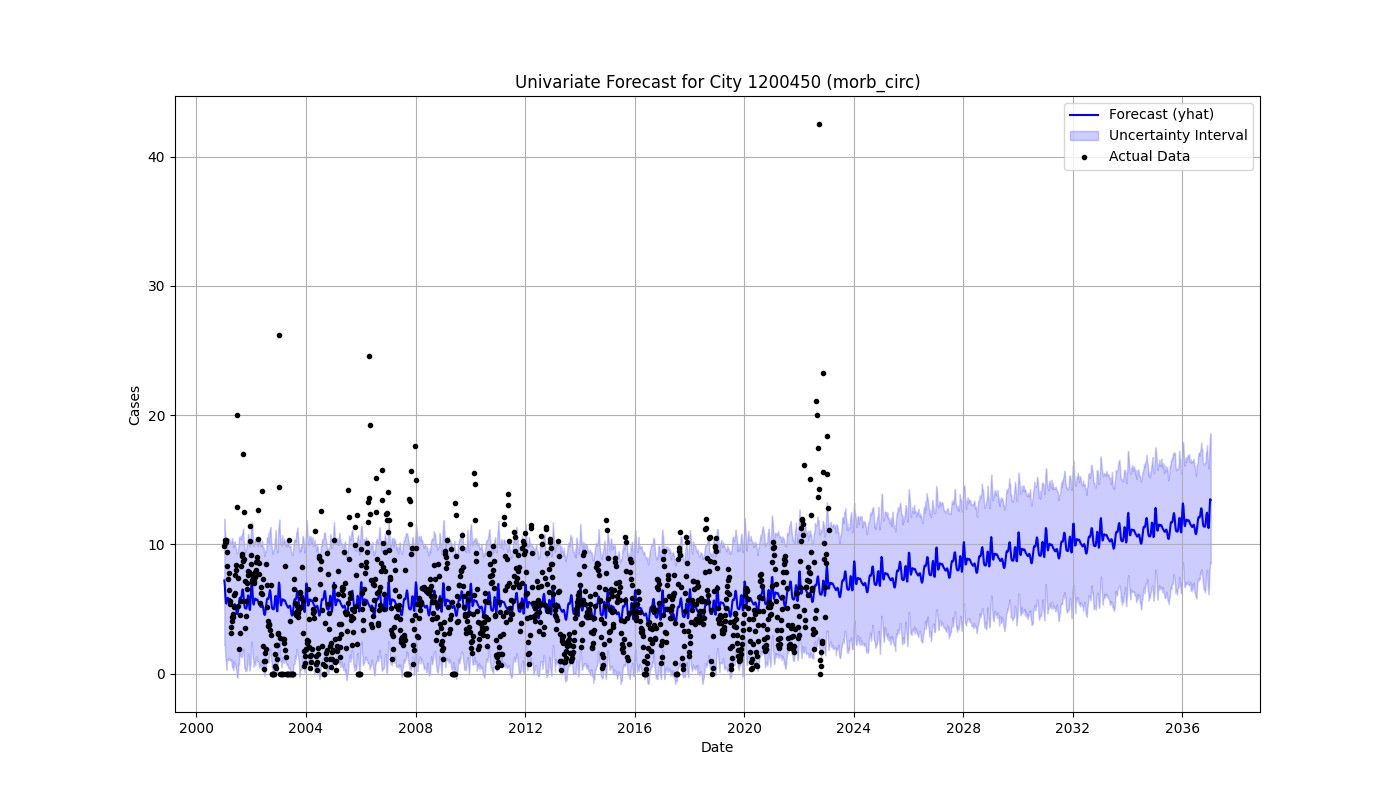 Univariate Forecast for City 1200450 (morb_circ)
Forecast (yhat)
Uncertainty Interval
Actual Data
Cases
40
30
20
10
0
2000 2004 2008 2012 2016 2020 2024 2028 2032 2036
Date